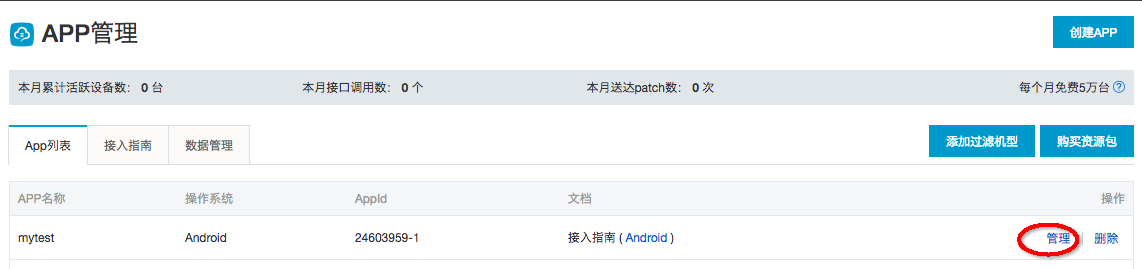 APP管理
创建APP
本月累计活跃设备数： 0 台 本月接口调用数： 0 个 本月送达patch数： 0 次 每个月免费5万台
App列表 接入指南 数据管理 添加过滤机型 购买资源包
APP名称 操作系统 AppId 文档 操作
mytest Android 24603959-1 接入指南 ( Android ) 管理 | 删除